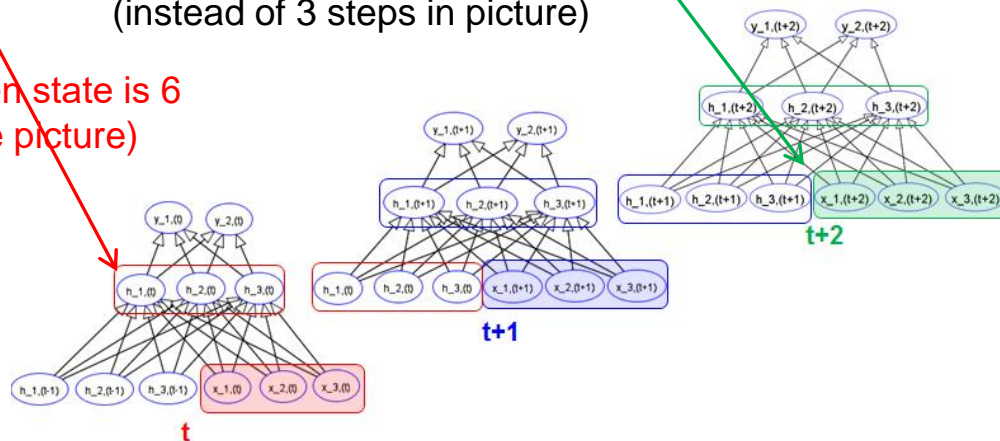 (instead of 3 steps in picture)
en state is 6
e picture)
y_1,(t+2) y_2,(t+2)
h_1,(t+2) h_2,(t+2) h_3,(t+2)
h_1,(t+1) h_2,(t+1) h_3,(t+1) x_1,(t+2) x_2,(t+2) x_3,(t+2)
t+2
y_1,(t+1) y_2,(t+1)
h_1,(t+1) h_2,(t+1) h_3,(t+1)
h_1,(t) h_2,(t) h_3,(t) x_1,(t+1) x_2,(t+1) x_3,(t+1)
t+1
y_1,(t) y_2,(t)
h_1,(t) h_2,(t) h_3,(t)
h_1,(t-1) h_2,(t-1) h_3,(t-1) x_1,(t) x_2,(t) x_3,(t)
t